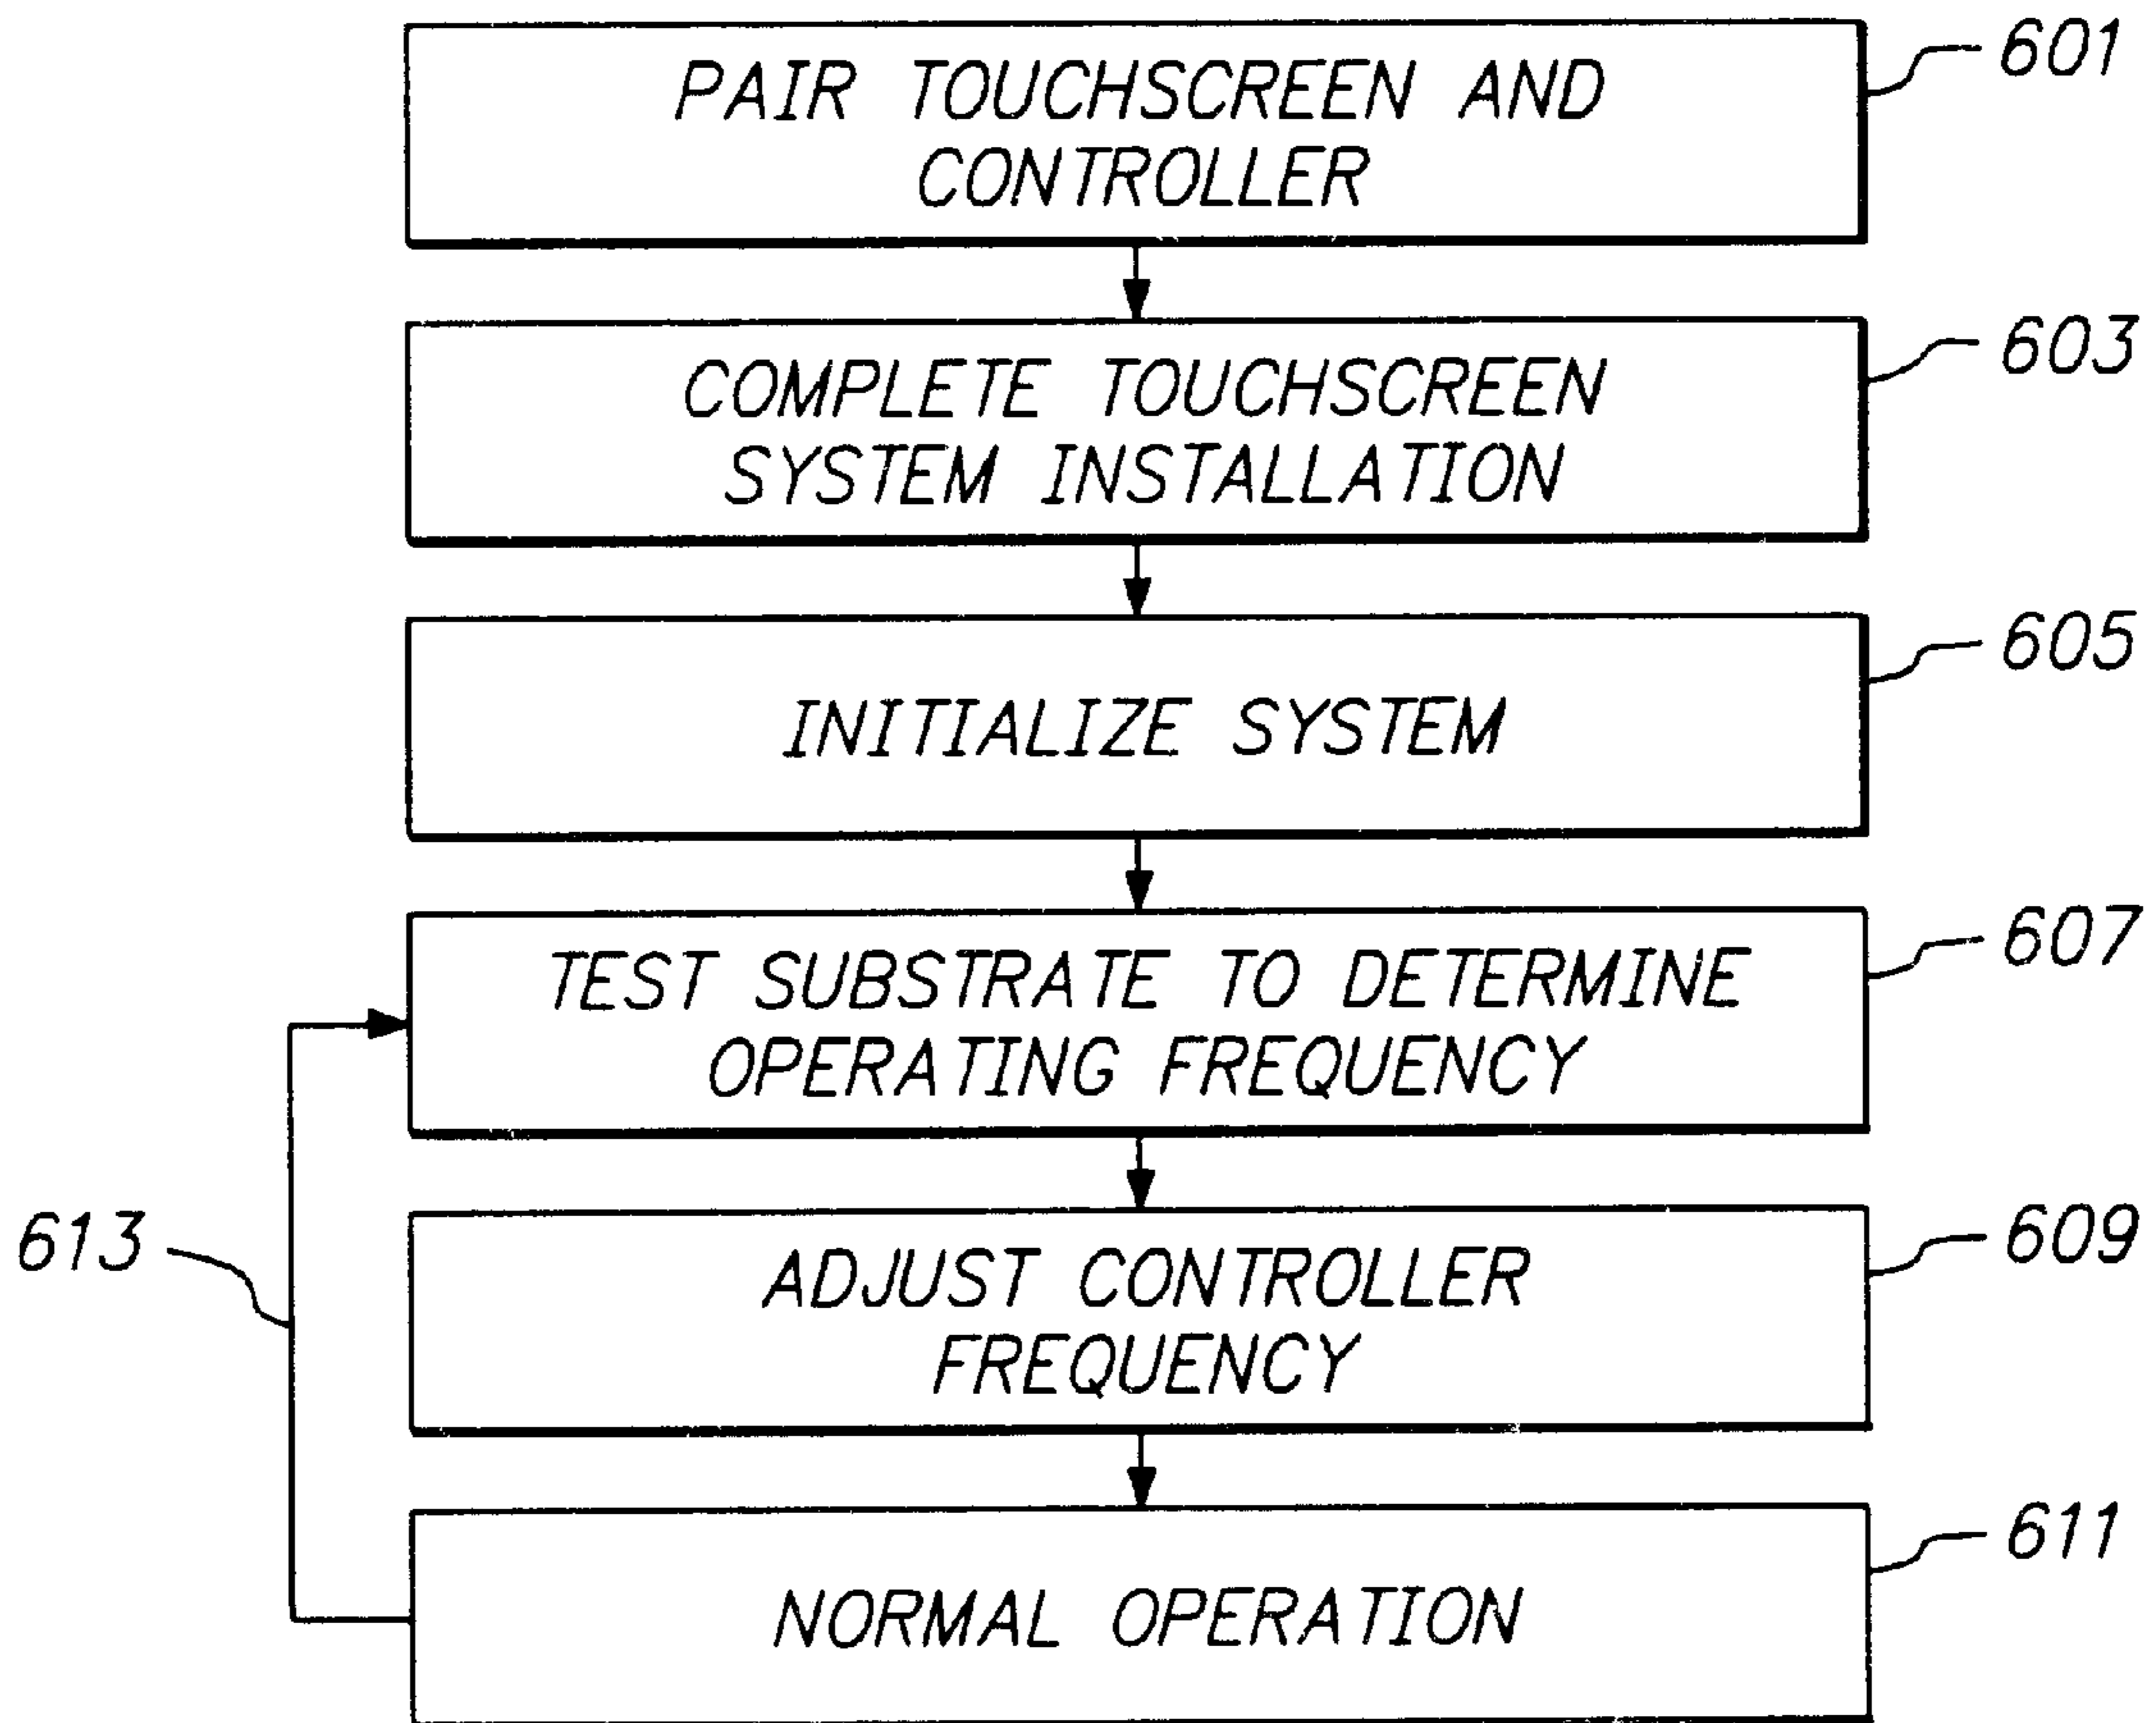 PAIR TOUCHSCREEN AND
CONTROLLER
601
COMPLETE TOUCHSCREEN
SYSTEM INSTALLATION
603
INITIALIZE SYSTEM
605
TEST SUBSTRATE TO DETERMINE
OPERATING FREQUENCY
607
ADJUST CONTROLLER
FREQUENCY
609
613
NORMAL OPERATION
611